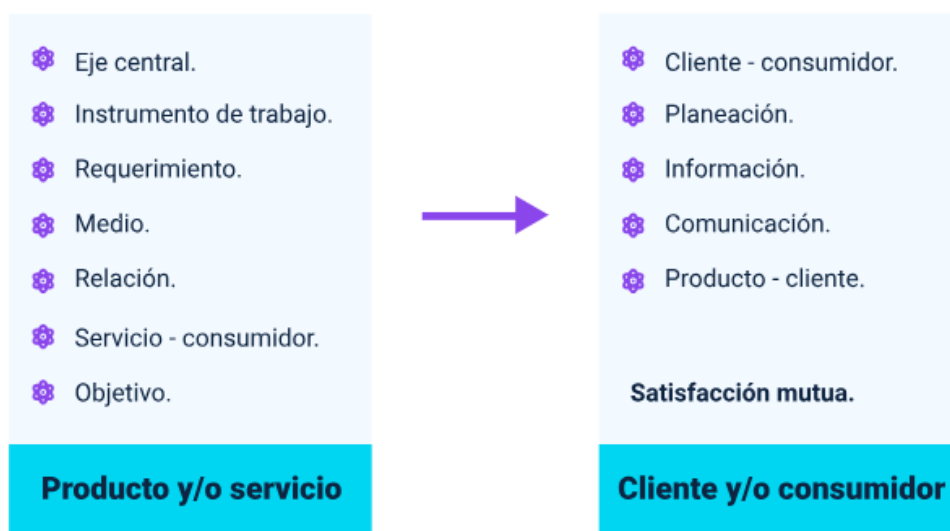 Eje central.
Instrumento de trabajo.
Requerimiento.
Medio.
Relación.
Servicio - consumidor.
Objetivo.
Producto y/o servicio
Cliente - consumidor.
Planeación.
Información.
Comunicación.
Producto - cliente.
Satisfacción mutua.
Cliente y/o consumidor